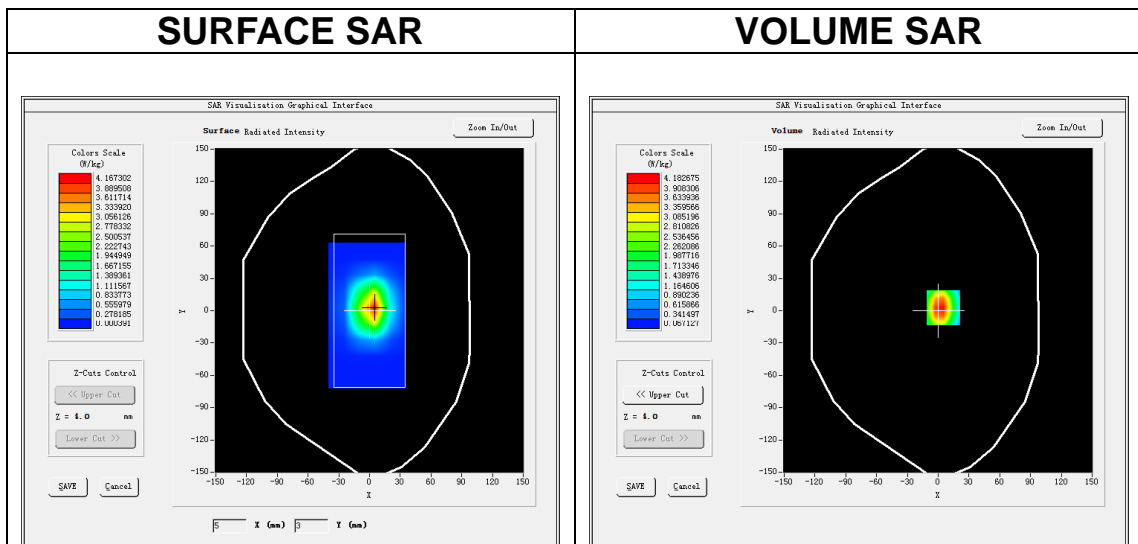 SURFACE SAR
VOLUME SAR
SAR Visualisation Graphical Interface
Surface Radiated Intensity
Zoom In/Out
Colors Scale
(W/kg)
4.167302
3.889508
3.611714
3.333920
3.056126
2.778332
2.500537
2.222743
1.944949
1.667155
1.389361
1.111567
0.833773
0.555979
0.278185
0.000391
Z-Cuts Control
<< Upper Cut
Z = 4.0 mm
Lower Cut >>
SAVE Cancel
150
120
90
60
30
0
-30
-60
-90
-120
-150
Y
-150 -120 -90 -60 -30 0 30 60 90 120 150
X
5 X (mm) 3 Y (mm)
SAR Visualisation Graphical Interface
Volume Radiated Intensity
Zoom In/Out
Colors Scale
(W/kg)
4.182675
3.908306
3.633936
3.359566
3.085196
2.810826
2.536456
2.262086
1.987716
1.713346
1.438976
1.164606
0.890236
0.615866
0.341497
0.067127
Z-Cuts Control
<< Upper Cut
Z = 4.0 mm
Lower Cut >>
SAVE Cancel
150
120
90
60
30
0
-30
-60
-90
-120
-150
Y
-150 -120 -90 -60 -30 0 30 60 90 120 150
X